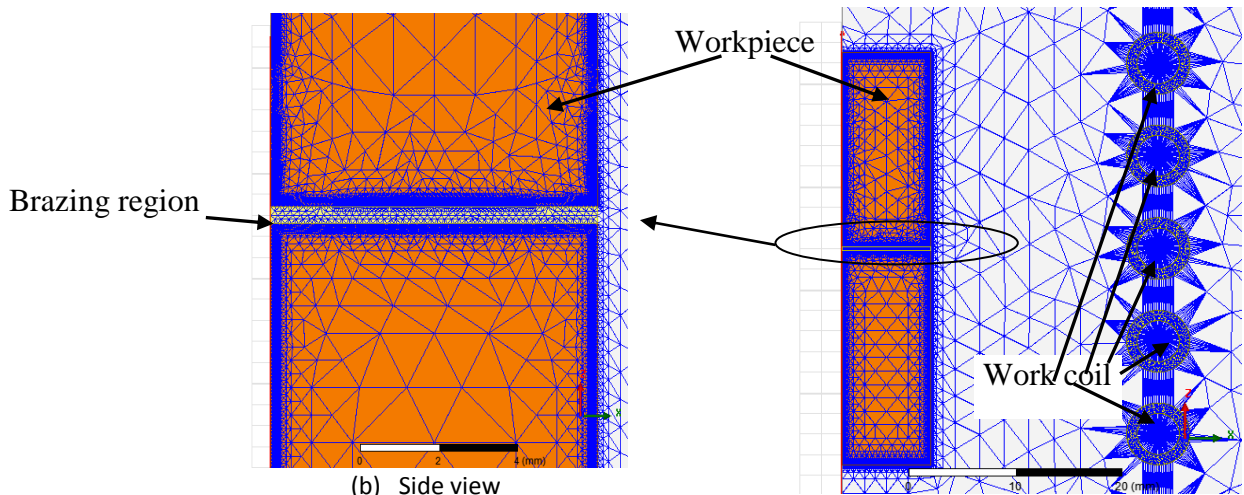 Workpiece
Brazing region
Work coil
0 2 4 (mm)
X
(b) Side view
0 10 20 (mm)
Z
X